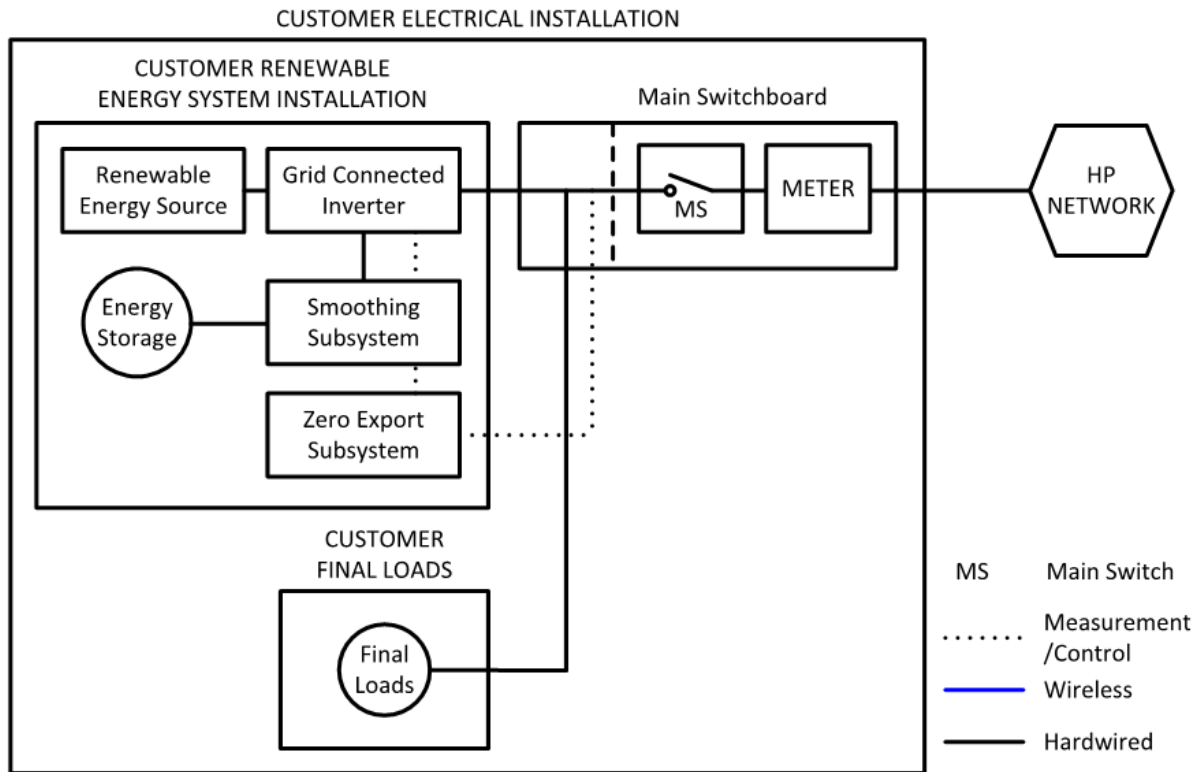 CUSTOMER ELECTRICAL INSTALLATION
CUSTOMER RENEWABLE
ENERGY SYSTEM INSTALLATION
Main Switchboard
Renewable
Energy Source
Grid Connected
Inverter
MS
METER
HP
NETWORK
Energy
Storage
Smoothing
Subsystem
Zero Export
Subsystem
CUSTOMER
FINAL LOADS
Final
Loads
MS Main Switch
Measurement
/Control
Wireless
Hardwired